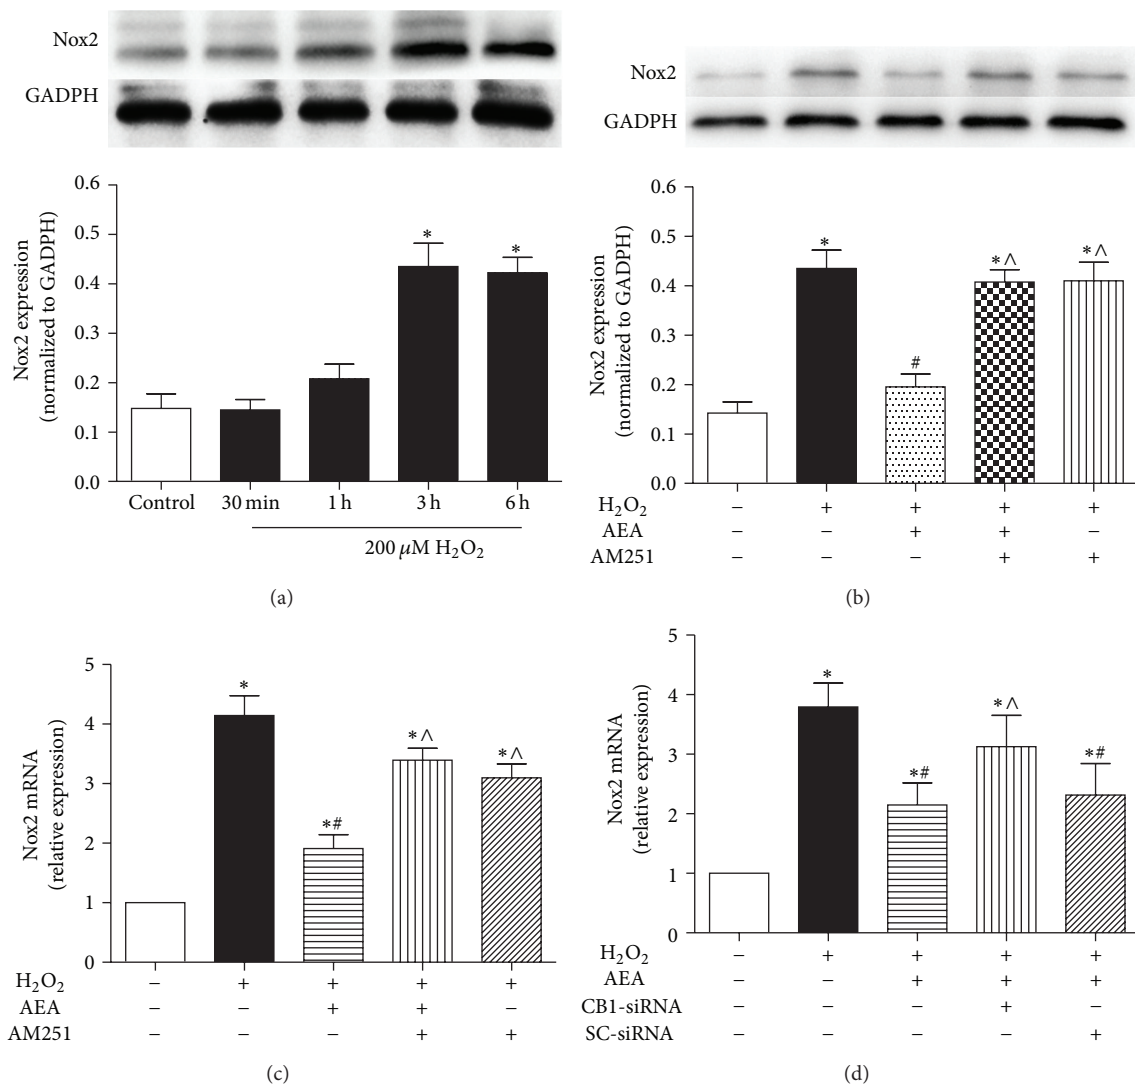 Nox2
GADPH
Nox2 expression
(normalized to GADPH)
0.6
0.5
0.4
0.3
0.2
0.1
0.0
* *
Control 30 min 1 h 3 h 6 h
200 μM H₂O₂
(a)
Nox2
GADPH
Nox2 expression
(normalized to GADPH)
0.6
0.5
0.4
0.3
0.2
0.1
0.0
* # *^ *^
H₂O₂ − + + + +
AEA − − + + −
AM251 − − − + +
(b)
Nox2 mRNA
(relative expression)
5
4
3
2
1
0
* *# *^ *^
H₂O₂ − + + + +
AEA − − + + −
AM251 − − − + +
(c)
Nox2 mRNA
(relative expression)
5
4
3
2
1
0
* *# *^ *#
H₂O₂ − + + + +
AEA − − + + +
CB1-siRNA − − − + −
SC-siRNA − − − − +
(d)